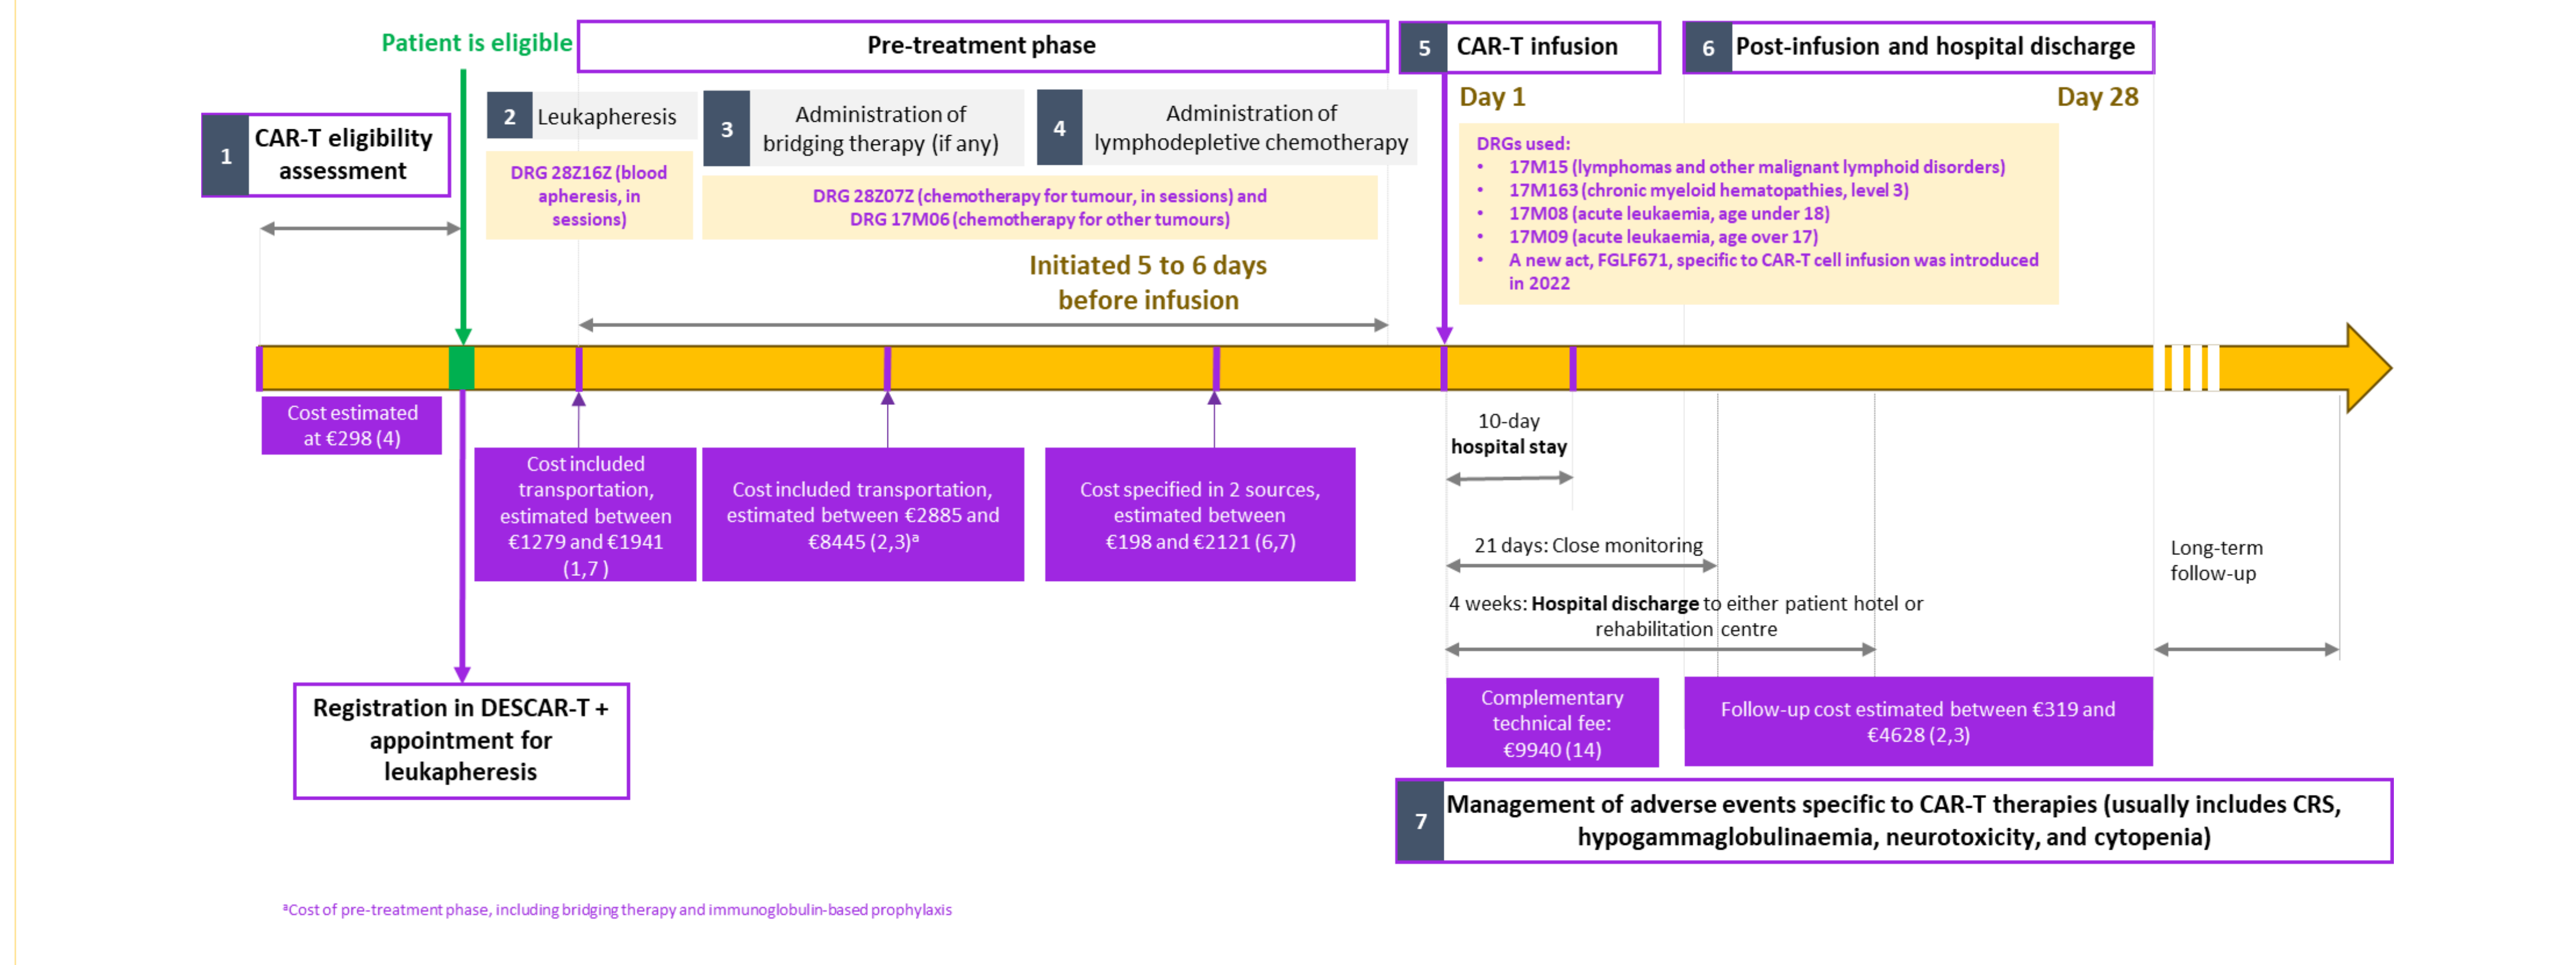 Patient is eligible
Pre-treatment phase
5 CAR-T infusion
6 Post-infusion and hospital discharge
Day 1
Day 28
1
CAR-T eligibility
assessment
2 Leukapheresis
3
Administration of
bridging therapy (if any)
4
Administration of
lymphodepletive chemotherapy
DRG 28Z16Z (blood
apheresis, in
sessions)
DRG 28Z07Z (chemotherapy for tumour, in sessions) and
DRG 17M06 (chemotherapy for other tumours)
DRGs used:
• 17M15 (lymphomas and other malignant lymphoid disorders)
• 17M163 (chronic myeloid hematopathies, level 3)
• 17M08 (acute leukaemia, age under 18)
• 17M09 (acute leukaemia, age over 17)
• A new act, FGLF671, specific to CAR-T cell infusion was introduced
in 2022
Initiated 5 to 6 days
before infusion
Cost estimated
at €298 (4)
Cost included
transportation,
estimated between
€1279 and €1941
(1,7 )
Cost included transportation,
estimated between €2885 and
€8445 (2,3)ª
Cost specified in 2 sources,
estimated between
€198 and €2121 (6,7)
10-day
hospital stay
21 days: Close monitoring
4 weeks: Hospital discharge to either patient hotel or
rehabilitation centre
Long-term
follow-up
Registration in DESCAR-T +
appointment for
leukapheresis
Complementary
technical fee:
€9940 (14)
Follow-up cost estimated between €319 and
€4628 (2,3)
7
Management of adverse events specific to CAR-T therapies (usually includes CRS,
hypogammaglobulinaemia, neurotoxicity, and cytopenia)
ªCost of pre-treatment phase, including bridging therapy and immunoglobulin-based prophylaxis